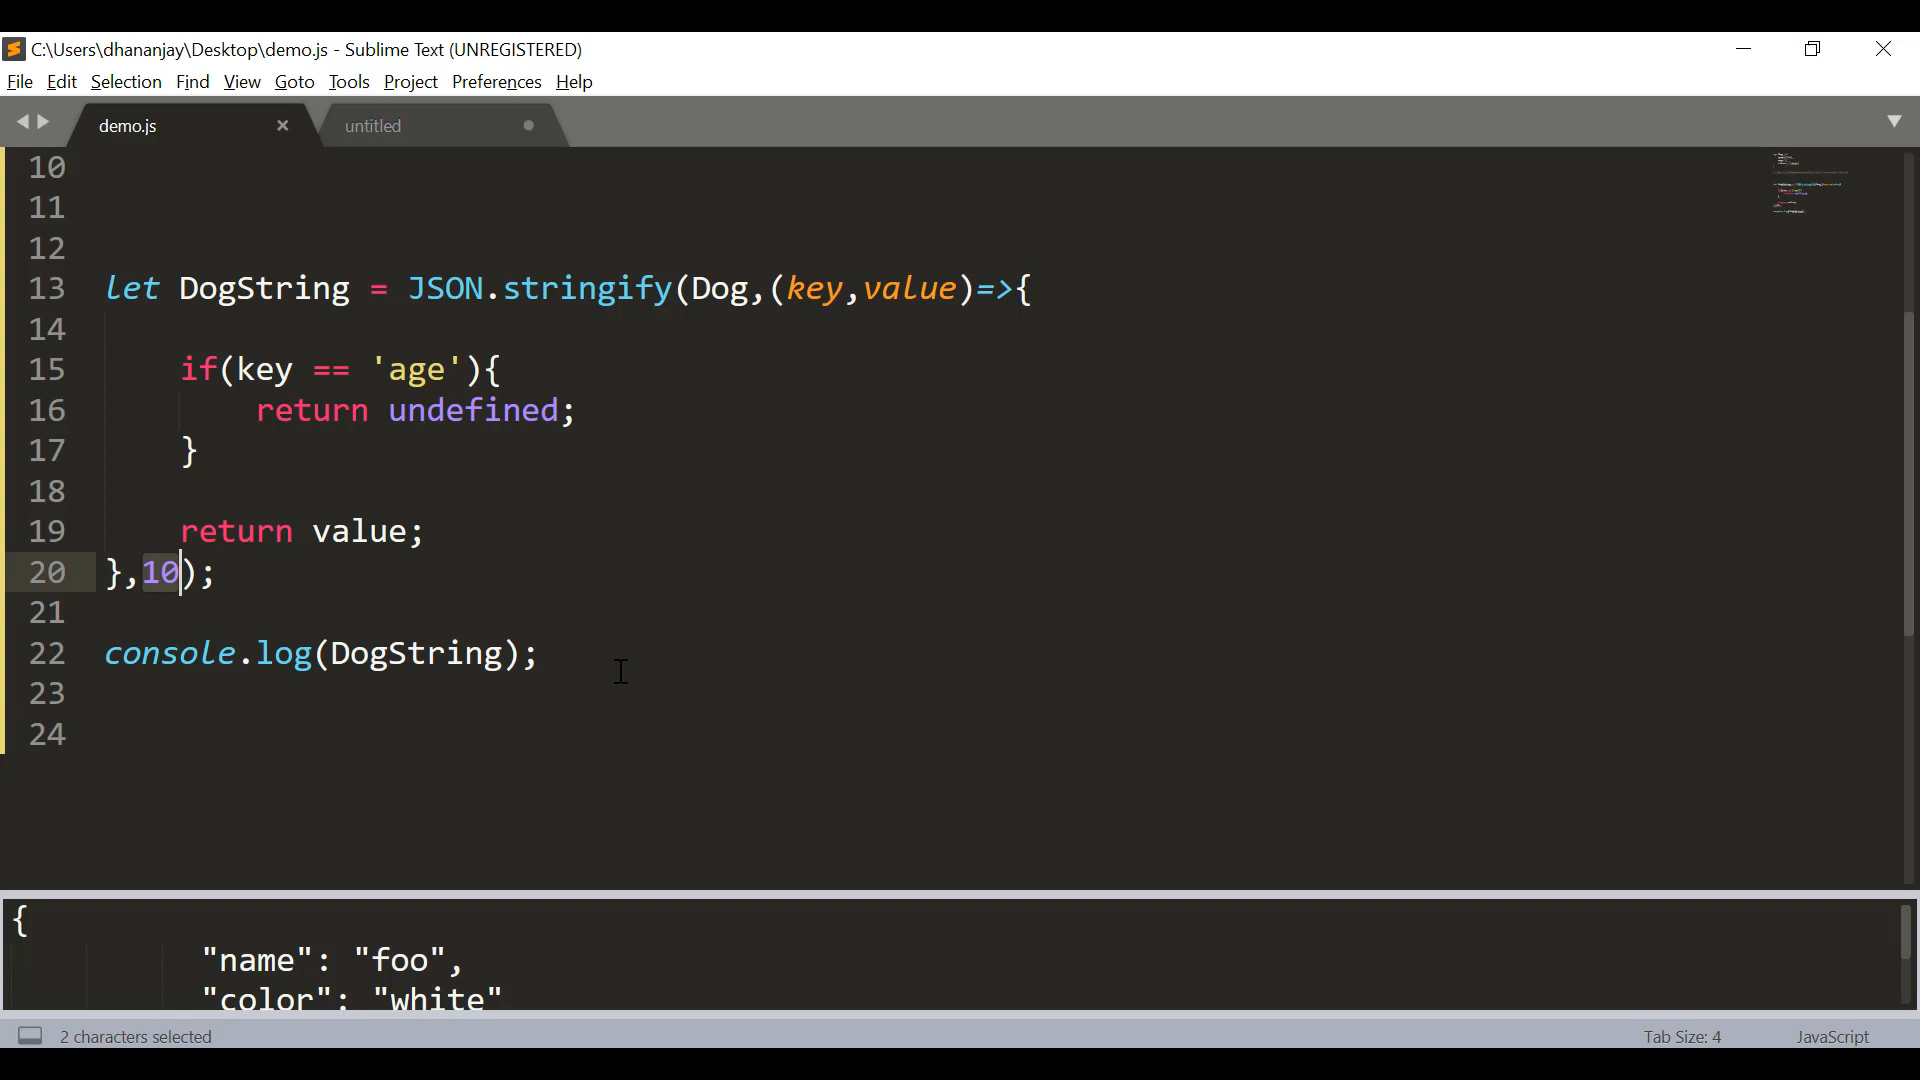 C:\Users\dhananjay\Desktop\demo.js - Sublime Text (UNREGISTERED)
File Edit Selection Find View Goto Tools Project Preferences Help
demo.js untitled
10
11
12
13 let DogString = JSON.stringify(Dog,(key,value)=>{
14
15 if(key == 'age'){
16 return undefined;
17 }
18
19 return value;
20 },10);
21
22 console.log(DogString);
23
24
{
"name": "foo",
"color": "white"
2 characters selected Tab Size: 4 JavaScript